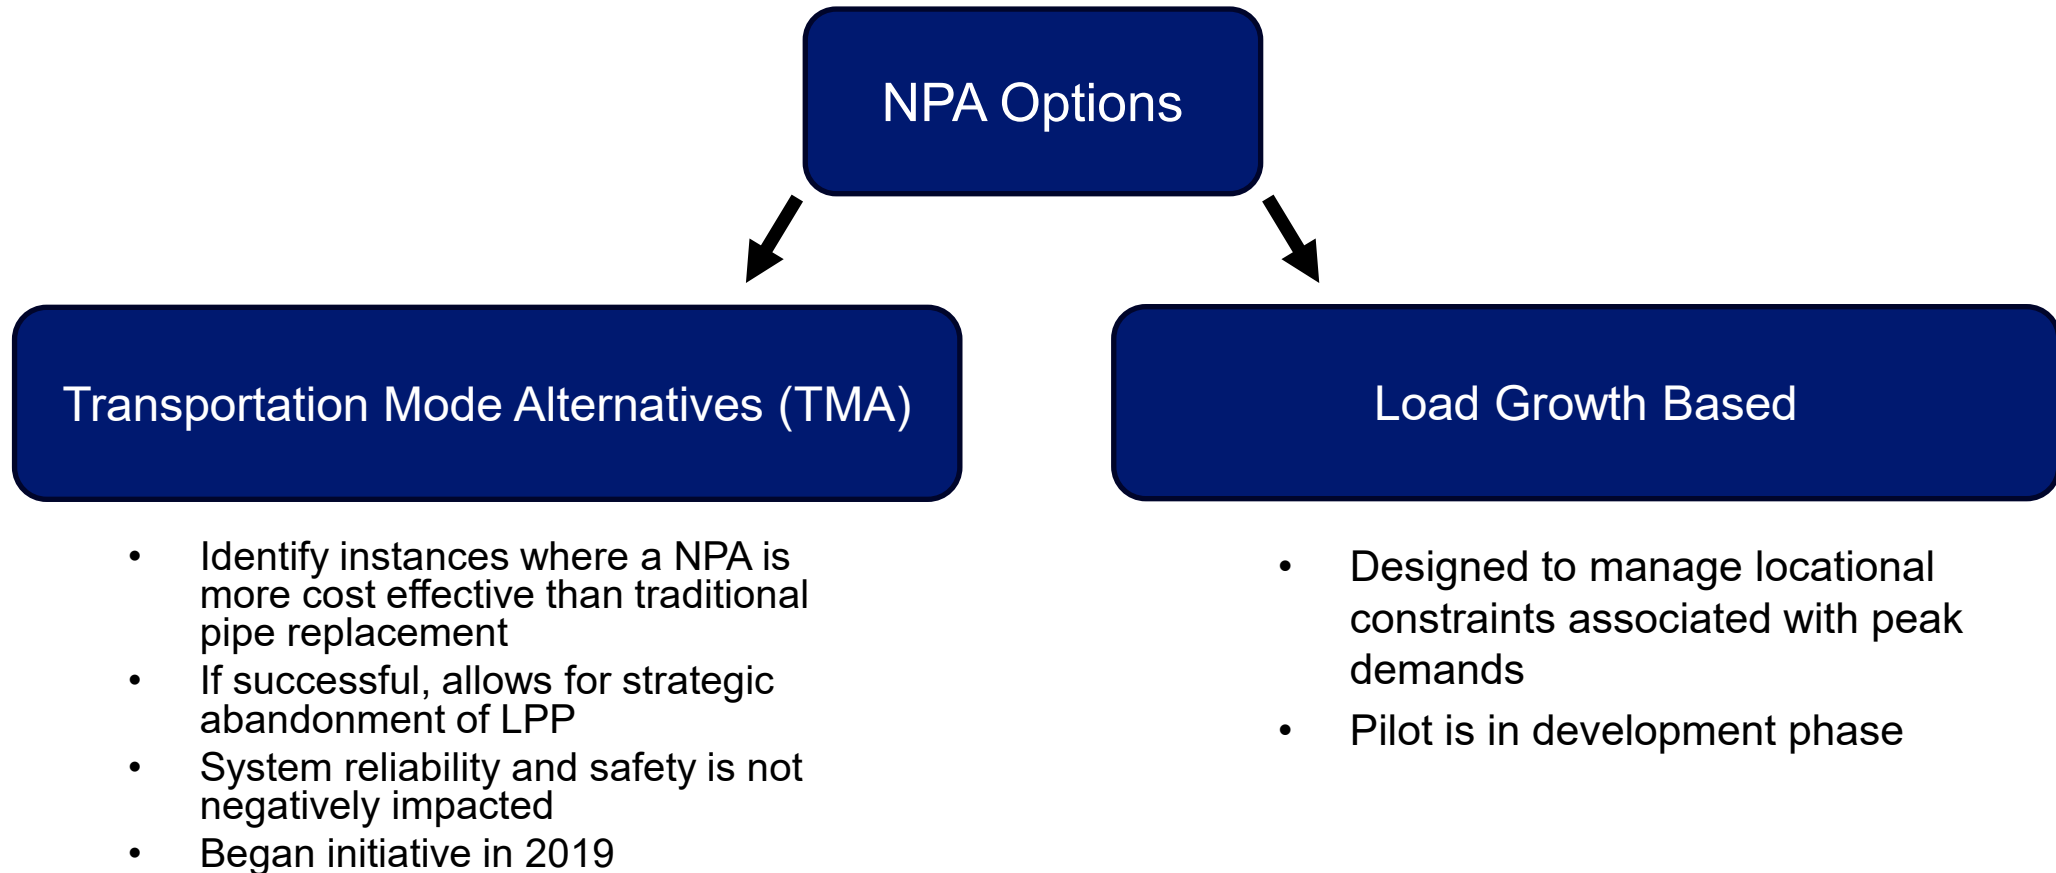 NPA Options
Transportation Mode Alternatives (TMA)
• Identify instances where a NPA is
more cost effective than traditional
pipe replacement
• If successful, allows for strategic
abandonment of LPP
• System reliability and safety is not
negatively impacted
• Began initiative in 2019
Load Growth Based
• Designed to manage locational
constraints associated with peak
demands
• Pilot is in development phase